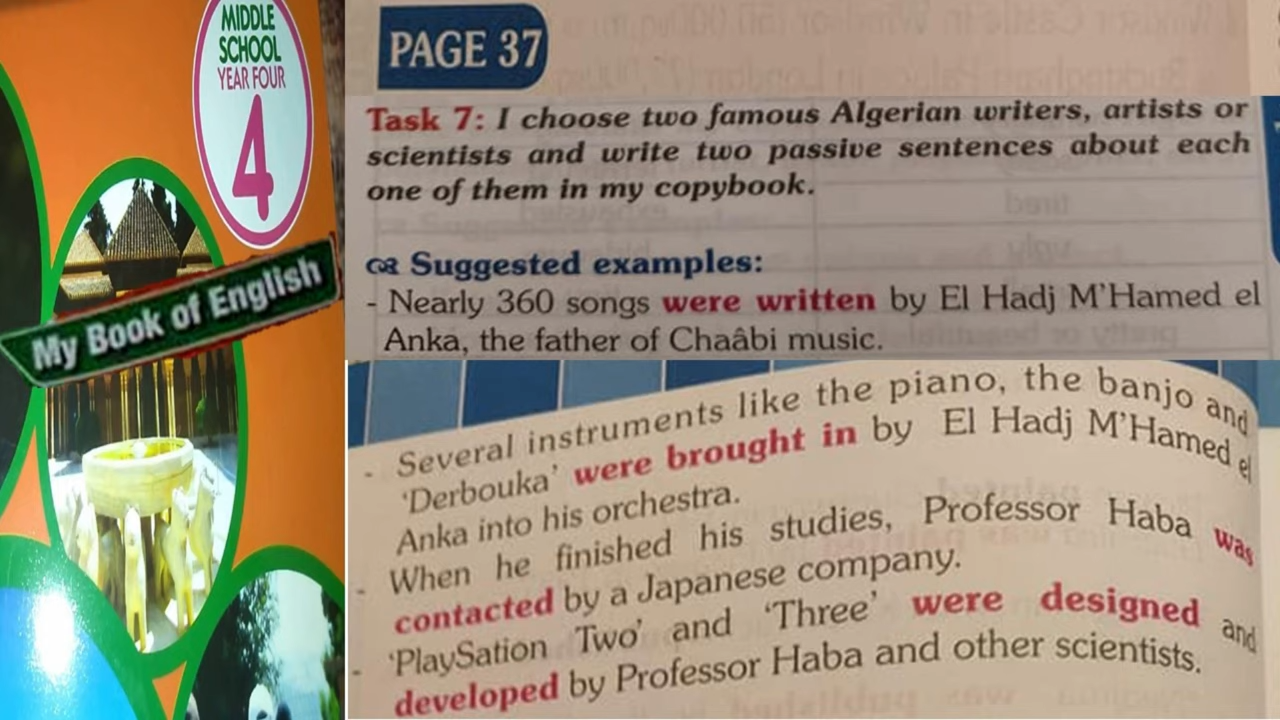 MIDDLE
SCHOOL
YEAR FOUR
4
My Book of English
PAGE 37
Task 7: I choose two famous Algerian writers, artists or
scientists and write two passive sentences about each
one of them in my copybook.
Suggested examples:
- Nearly 360 songs were written by El Hadj M'Hamed el
Anka, the father of Chaâbi music.
- Several instruments like the piano, the banjo and
'Derbouka' were brought in by El Hadj M'Hamed el
Anka into his orchestra.
- When he finished his studies, Professor Haba was
contacted by a Japanese company.
- 'PlaySation Two' and 'Three' were designed and
developed by Professor Haba and other scientists.